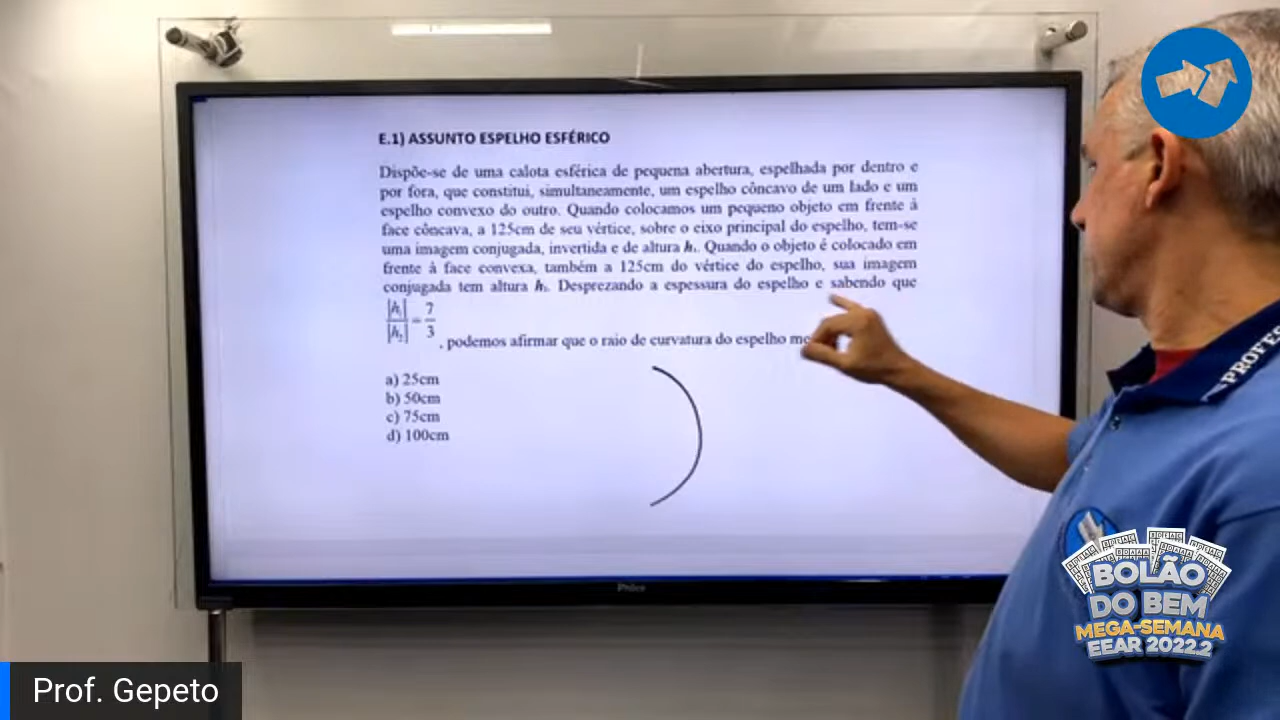 E.1) ASSUNTO ESPELHO ESFÉRICO
Dispõe-se de uma calota esférica de pequena abertura, espelhada por dentro e
por fora, que constitui, simultaneamente, um espelho côncavo de um lado e um
espelho convexo do outro. Quando colocamos um pequeno objeto em frente à
face côncava, a 125cm de seu vértice, sobre o eixo principal do espelho, tem-se
uma imagem conjugada, invertida e de altura h₁. Quando o objeto é colocado em
frente à face convexa, também a 125cm do vértice do espelho, sua imagem
conjugada tem altura h₂. Desprezando a espessura do espelho e sabendo que
|h₁|/|h₂| = 7/3
, podemos afirmar que o raio de curvatura do espelho
a) 25cm
b) 50cm
c) 75cm
d) 100cm
Philco
PROFES
BOLÃO
DO BEM
MEGA-SEMANA
EEAR 2022.2
Prof. Gepeto